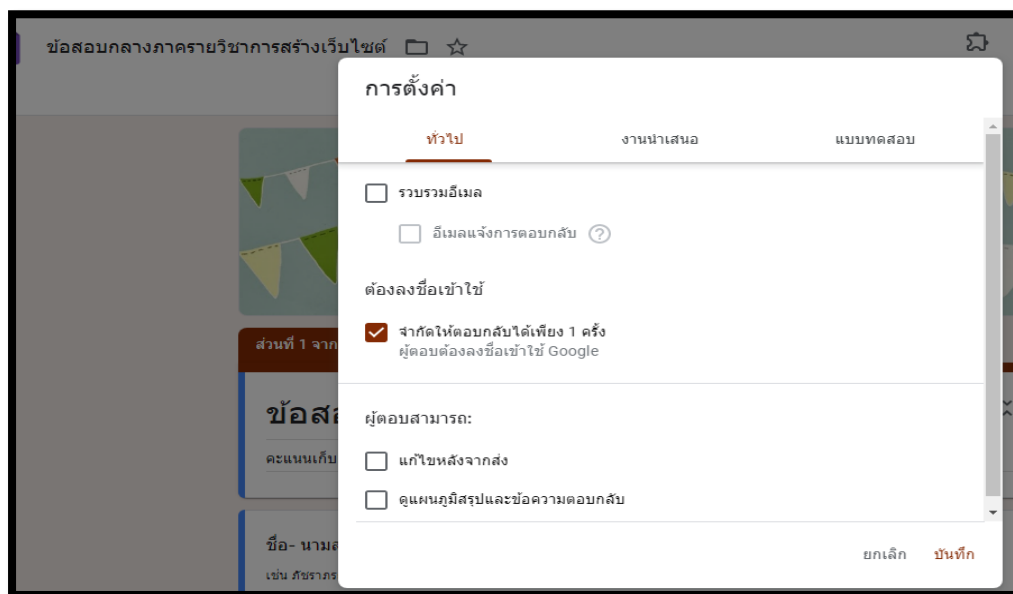 ข้อสอบกลางภาครายวิชาการสร้างเว็บไซต์
การตั้งค่า
ทั่วไป งานนำเสนอ แบบทดสอบ
รวบรวมอีเมล
อีเมลแจ้งการตอบกลับ
ต้องลงชื่อเข้าใช้
จำกัดให้ตอบกลับได้เพียง 1 ครั้ง
ผู้ตอบต้องลงชื่อเข้าใช้ Google
ส่วนที่ 1 จาก
ข้อสอ
ผู้ตอบสามารถ:
คะแนนเก็บ
แก้ไขหลังจากส่ง
ดูแผนภูมิสรุปและข้อความตอบกลับ
ชื่อ- นามส
เช่น ภัชราภร
ยกเลิก บันทึก